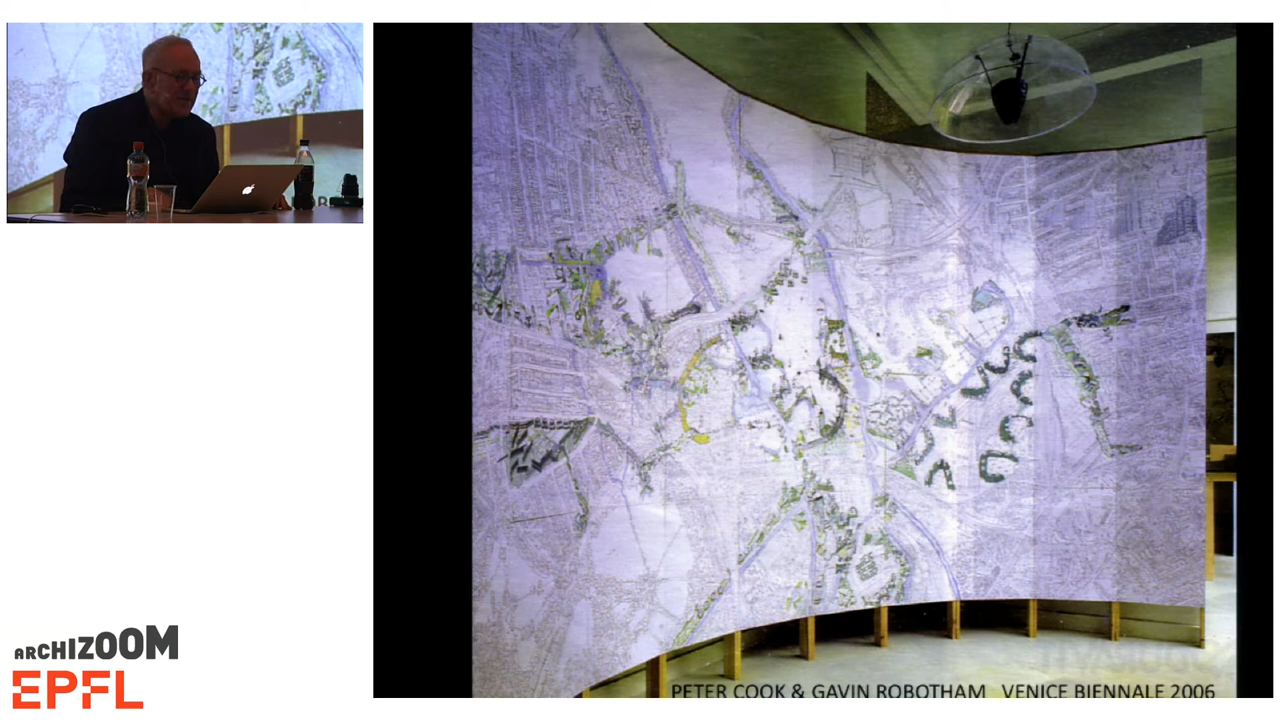 ARCHIZOOM
EPFL
PETER COOK & GAVIN ROBOTHAM VENICE BIENNALE 2006